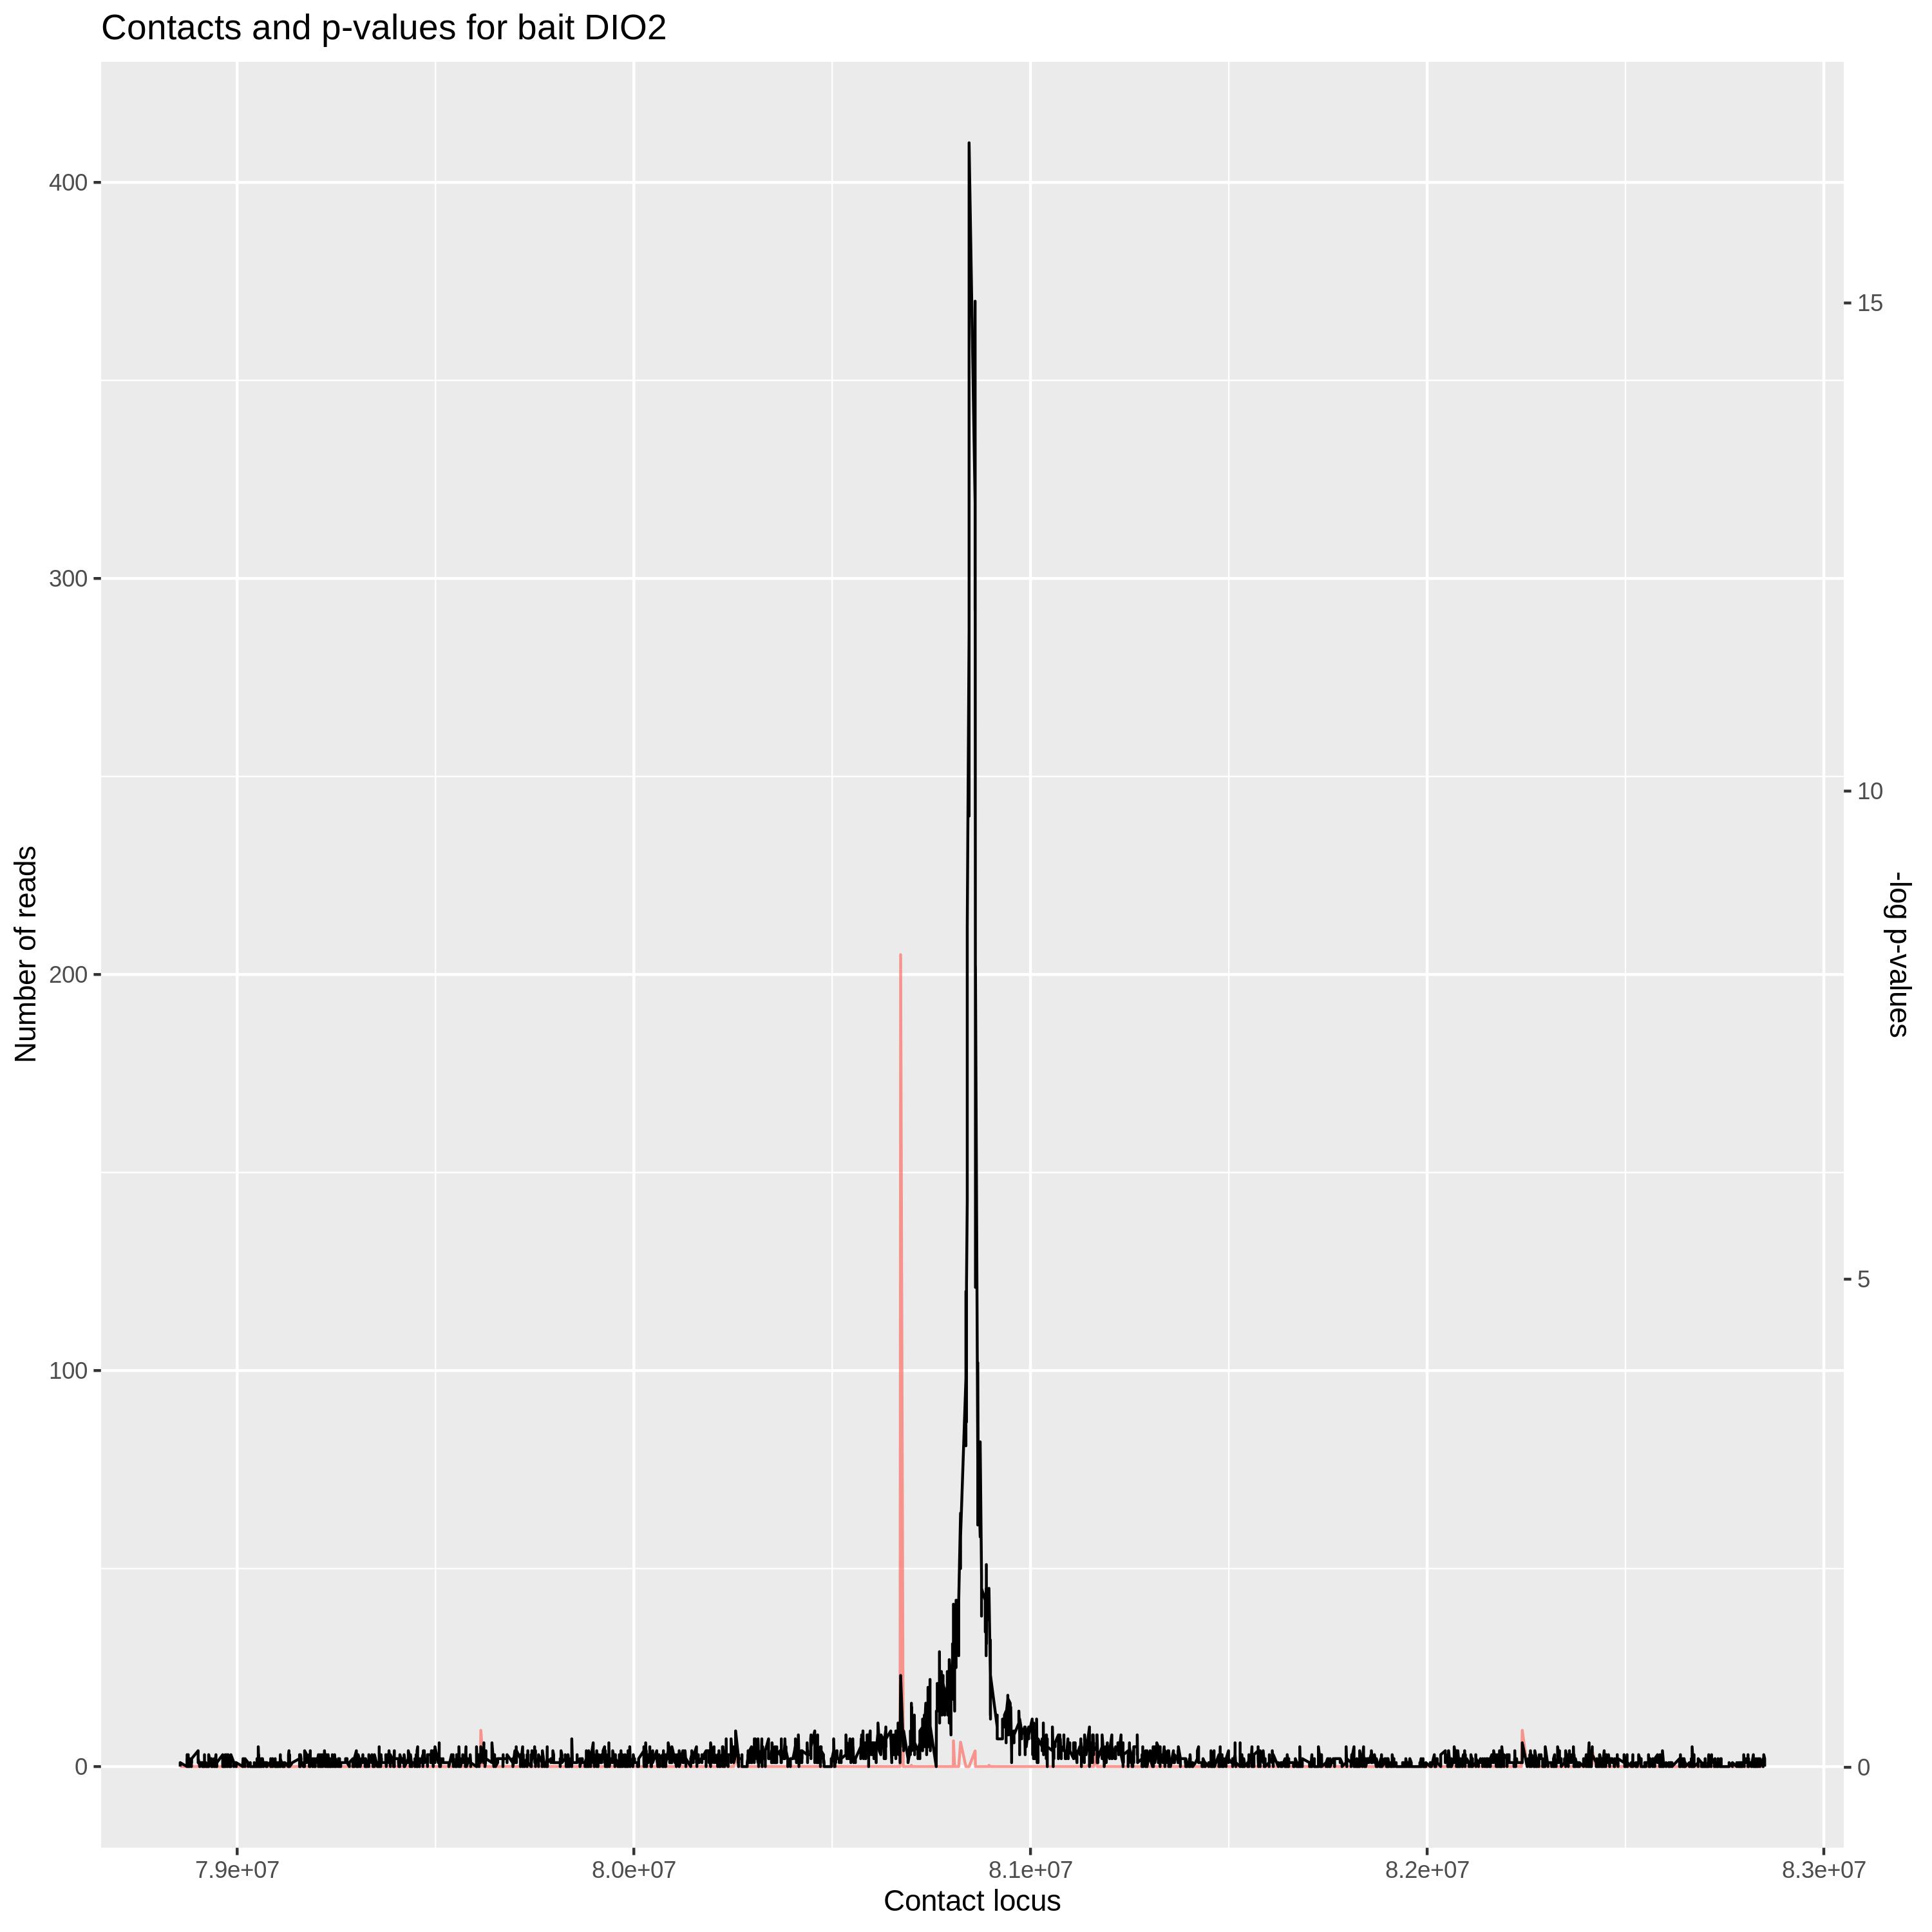 Contacts and p-values for bait DIO2
400
300
200
100
0
Number of reads
15
10
5
0
-log p-values
7.9e+07 8.0e+07 8.1e+07 8.2e+07 8.3e+07
Contact locus